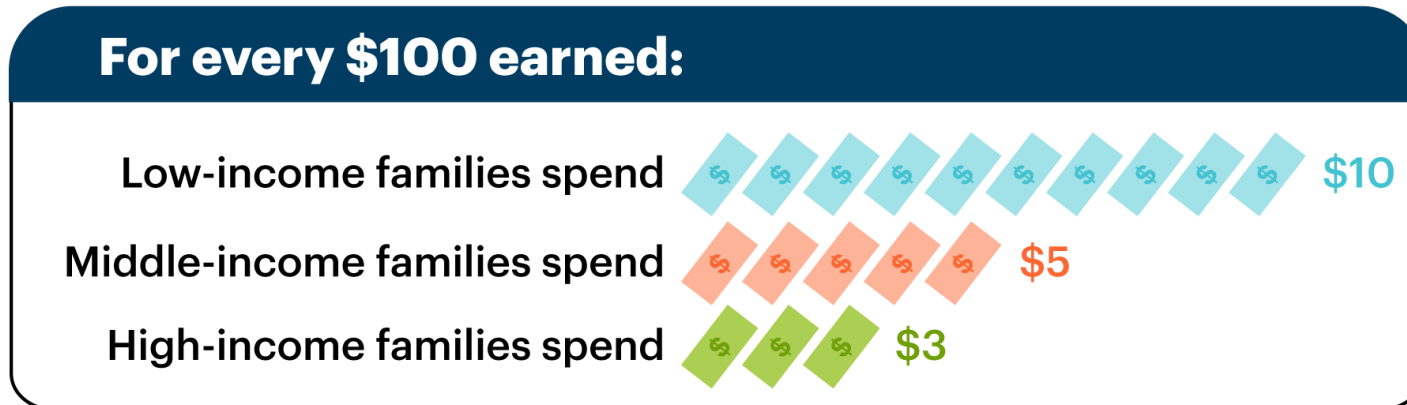 For every $100 earned:
Low-income families spend $ $ $ $ $ $ $ $ $ $ $10
Middle-income families spend $ $ $ $ $ $5
High-income families spend $ $ $ $3